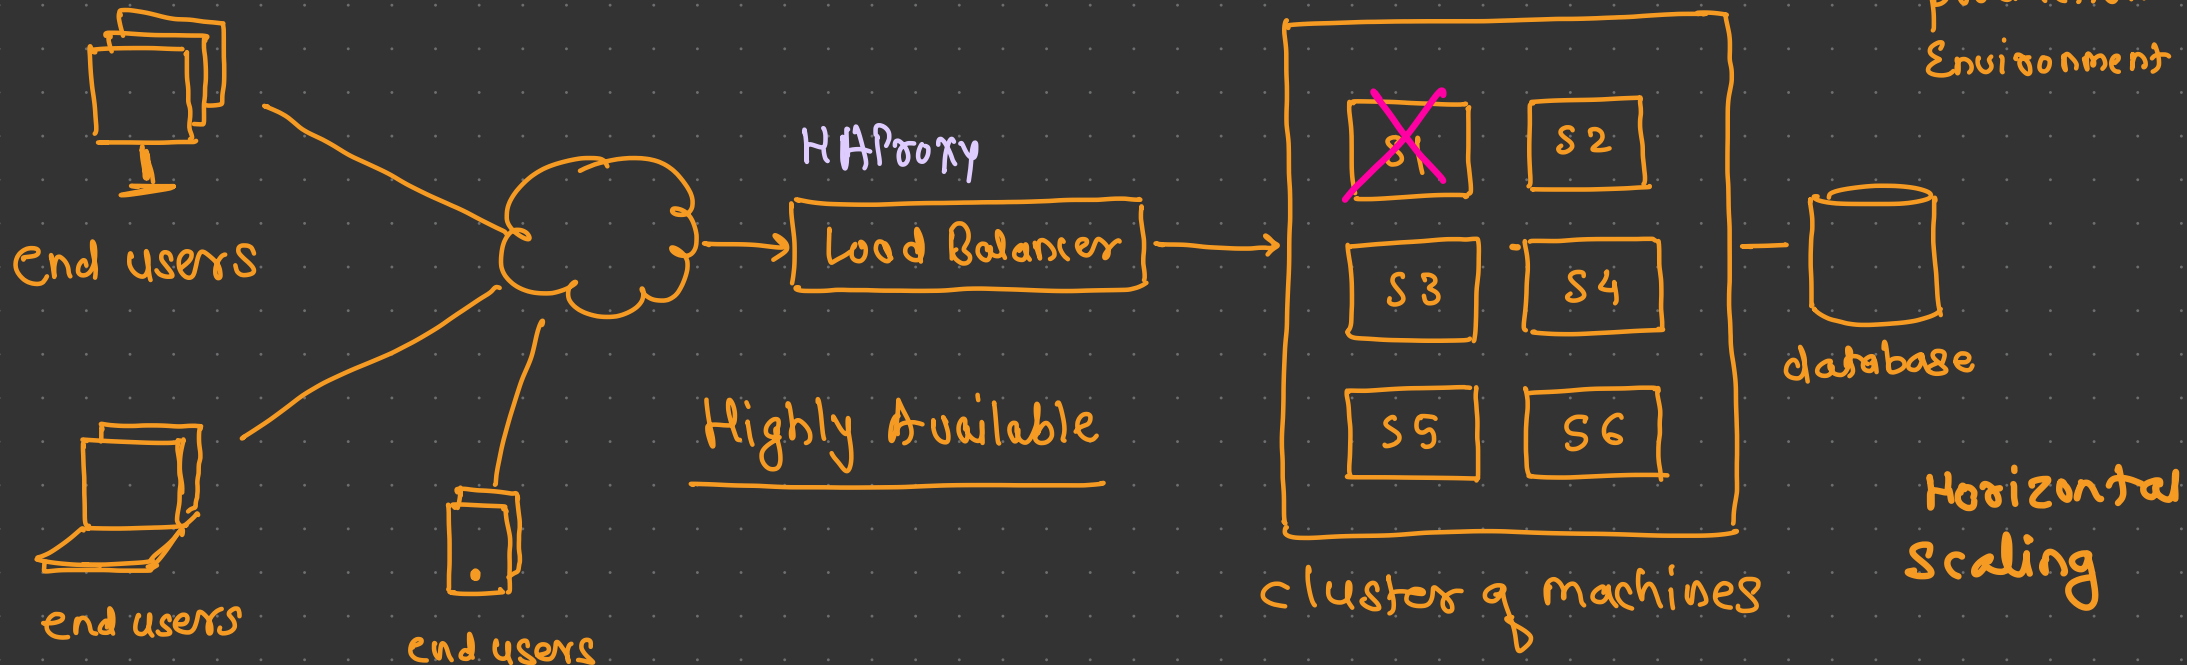 Environment
HAProxy
S1
S2
end users
Load Balancer
S3
S4
database
Highly Available
S5
S6
Horizontal
Scaling
cluster of machines
end users
end users